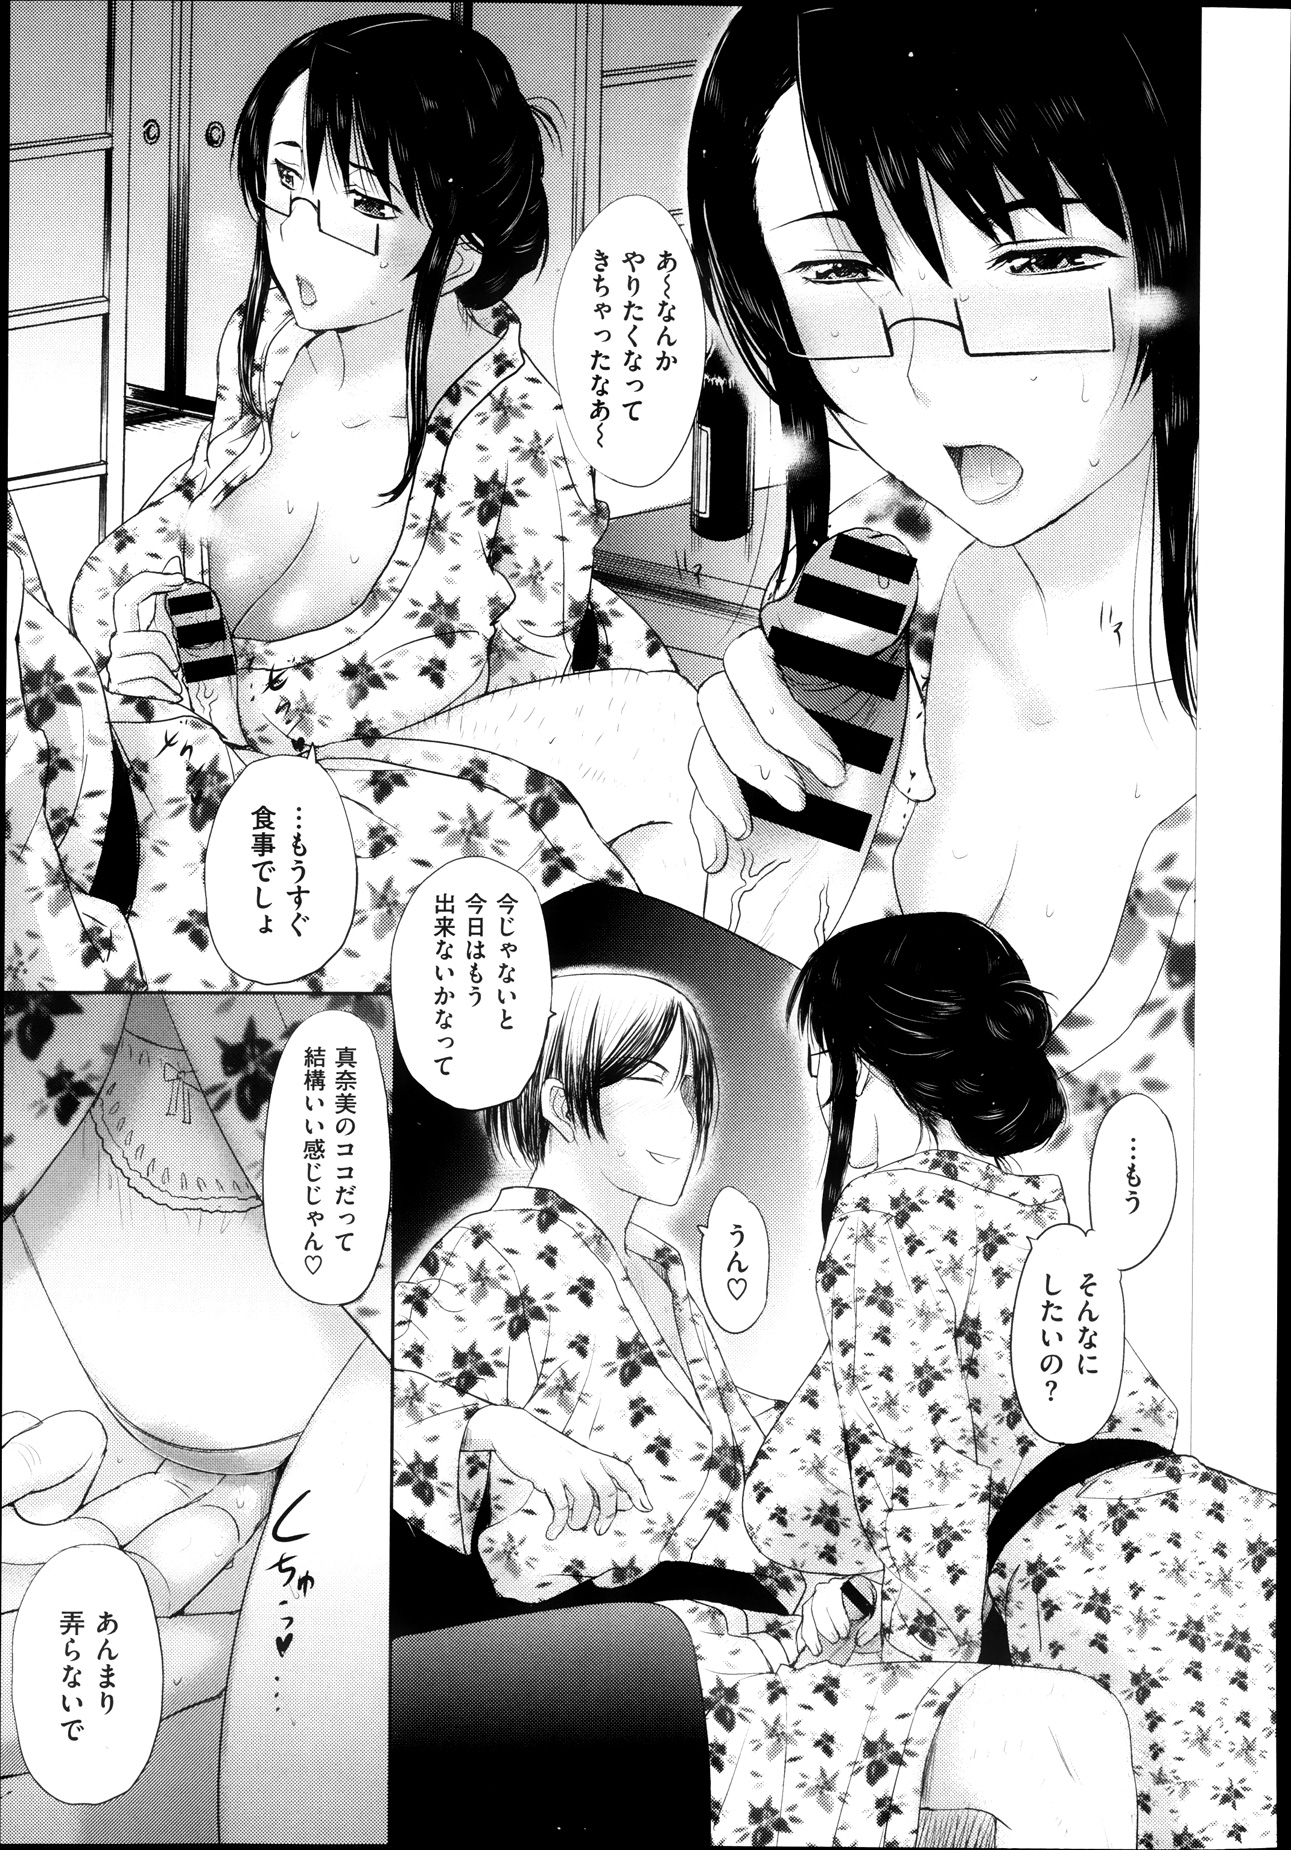 あ〜なんか
やりたくなって
きちゃったなあ〜
…もうすぐ
食事でしょ
…もう
そんなに
したいの？
うん♡
今じゃないと
今日はもう
出来ないかなって
真奈美のココだって
結構いい感じじゃん♡
くちゅっ♥…
あんまり
弄らないで